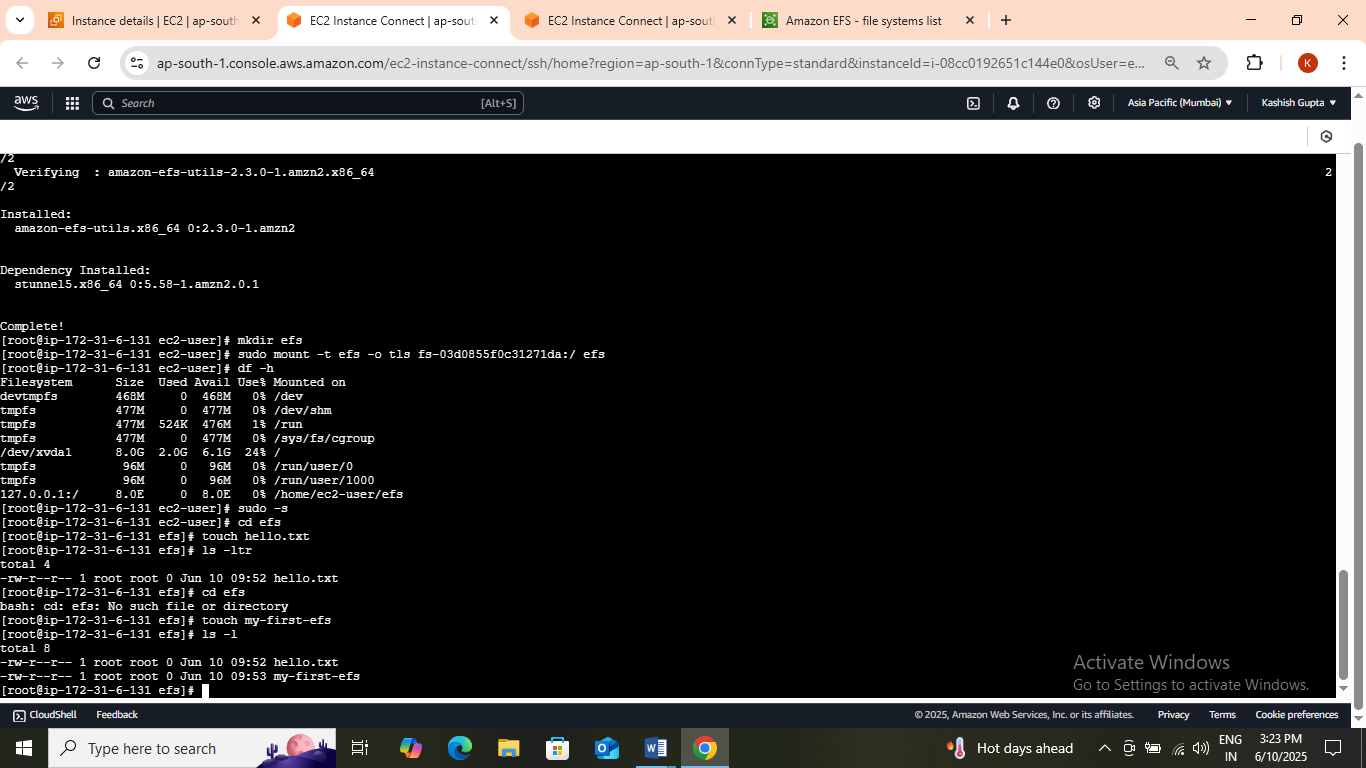 Instance details | EC2 | ap-south
EC2 Instance Connect | ap-sout
EC2 Instance Connect | ap-sout
Amazon EFS - file systems list
ap-south-1.console.aws.amazon.com/ec2-instance-connect/ssh/home?region=ap-south-1&connType=standard&instanceId=i-08cc0192651c144e0&osUser=e...
K
aws
Search
[Alt+S]
Asia Pacific (Mumbai)
Kashish Gupta
/2
Verifying : amazon-efs-utils-2.3.0-1.amzn2.x86_64 2
/2
Installed:
amazon-efs-utils.x86_64 0:2.3.0-1.amzn2
Dependency Installed:
stunnel5.x86_64 0:5.58-1.amzn2.0.1
Complete!
[root@ip-172-31-6-131 ec2-user]# mkdir efs
[root@ip-172-31-6-131 ec2-user]# sudo mount -t efs -o tls fs-03d0855f0c31271da:/ efs
[root@ip-172-31-6-131 ec2-user]# df -h
Filesystem Size Used Avail Use% Mounted on
devtmpfs 468M 0 468M 0% /dev
tmpfs 477M 0 477M 0% /dev/shm
tmpfs 477M 524K 476M 1% /run
tmpfs 477M 0 477M 0% /sys/fs/cgroup
/dev/xvda1 8.0G 2.0G 6.1G 24% /
tmpfs 96M 0 96M 0% /run/user/0
tmpfs 96M 0 96M 0% /run/user/1000
127.0.0.1:/ 8.0E 0 8.0E 0% /home/ec2-user/efs
[root@ip-172-31-6-131 ec2-user]# sudo -s
[root@ip-172-31-6-131 ec2-user]# cd efs
[root@ip-172-31-6-131 efs]# touch hello.txt
[root@ip-172-31-6-131 efs]# ls -ltr
total 4
-rw-r--r-- 1 root root 0 Jun 10 09:52 hello.txt
[root@ip-172-31-6-131 efs]# cd efs
bash: cd: efs: No such file or directory
[root@ip-172-31-6-131 efs]# touch my-first-efs
[root@ip-172-31-6-131 efs]# ls -l
total 8
-rw-r--r-- 1 root root 0 Jun 10 09:52 hello.txt
-rw-r--r-- 1 root root 0 Jun 10 09:53 my-first-efs
[root@ip-172-31-6-131 efs]#
Activate Windows
Go to Settings to activate Windows.
CloudShell
Feedback
© 2025, Amazon Web Services, Inc. or its affiliates.
Privacy
Terms
Cookie preferences
Type here to search
Hot days ahead
ENG
IN
3:23 PM
6/10/2025